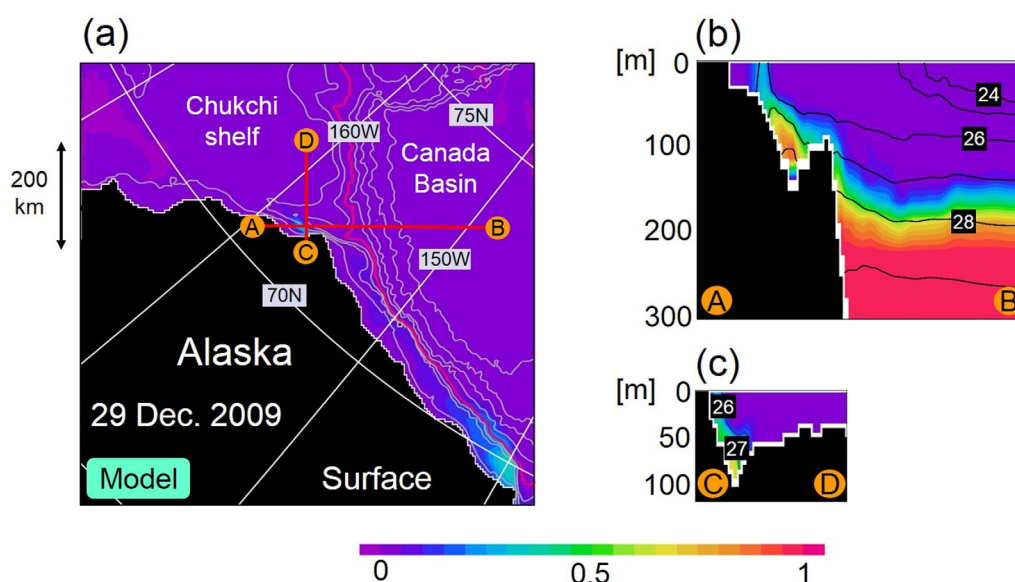 (a)
Chukchi
shelf
160W
75N
Canada
Basin
D
200
km
A
B
C
150W
70N
Alaska
29 Dec. 2009
Model
Surface
(b)
[m]
0
100
200
300
24
26
28
A
B
(c)
[m]
0
50
100
26
27
C
D
0
0.5
1